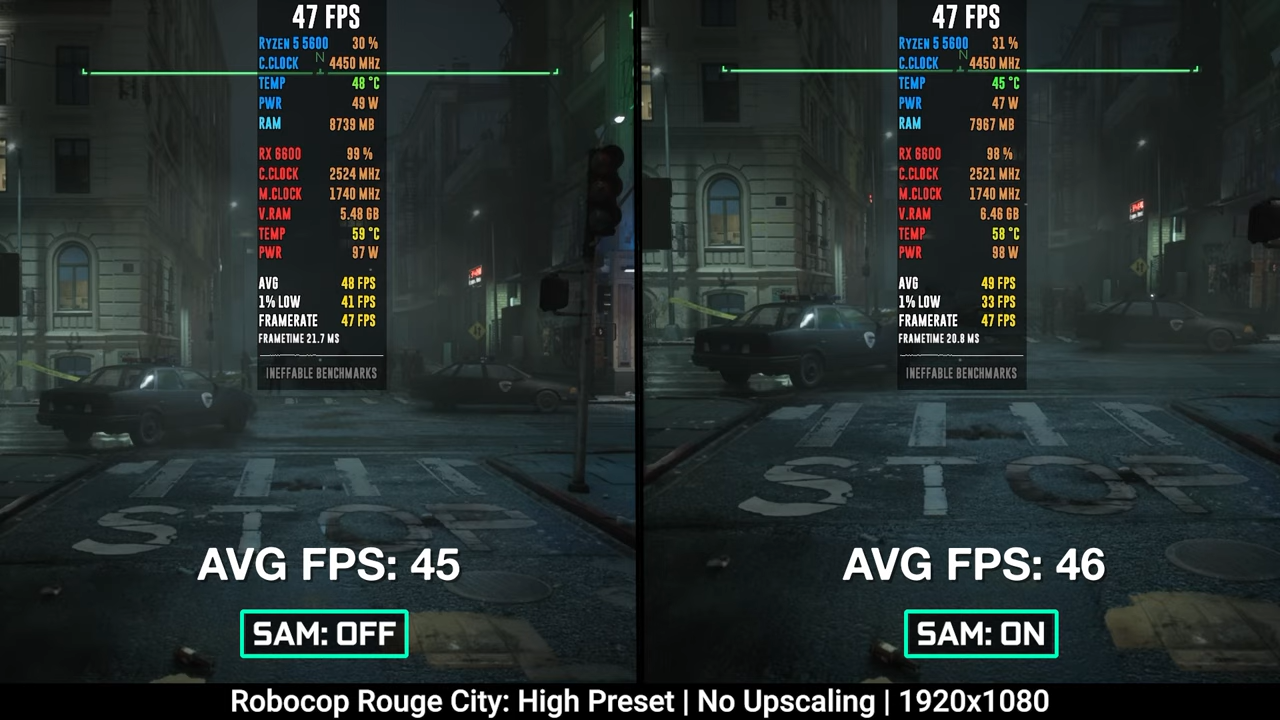 47 FPS
RYZEN 5 5600 30 %
N
C.CLOCK 4450 MHz
TEMP 48 °C
PWR 49 W
RAM 8739 MB
RX 6600 99 %
C.CLOCK 2524 MHz
M.CLOCK 1740 MHz
V.RAM 5.48 GB
TEMP 59 °C
PWR 97 W
AVG 48 FPS
1% LOW 41 FPS
FRAMERATE 47 FPS
FRAMETIME 21.7 MS
INEFFABLE BENCHMARKS
STOP
AVG FPS: 45
SAM: OFF
47 FPS
RYZEN 5 5600 31 %
N
C.CLOCK 4450 MHz
TEMP 45 °C
PWR 47 W
RAM 7967 MB
RX 6600 98 %
C.CLOCK 2521 MHz
M.CLOCK 1740 MHz
V.RAM 6.46 GB
TEMP 58 °C
PWR 98 W
AVG 49 FPS
1% LOW 33 FPS
FRAMERATE 47 FPS
FRAMETIME 20.8 MS
INEFFABLE BENCHMARKS
STOP
AVG FPS: 46
SAM: ON
Robocop Rouge City: High Preset | No Upscaling | 1920x1080